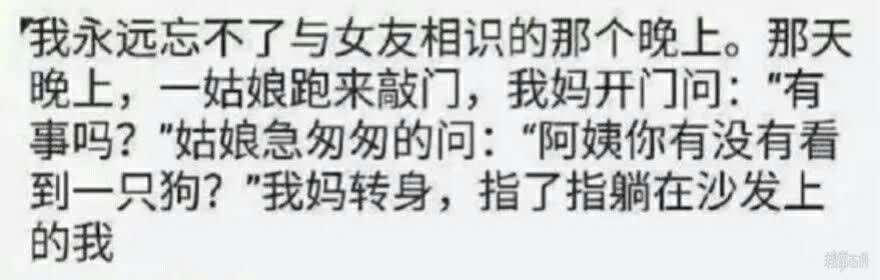 我永远忘不了与女友相识的那个晚上。那天
晚上，一姑娘跑来敲门，我妈开门问：“有
事吗？”姑娘急匆匆的问：“阿姨你有没有看
到一只狗？”我妈转身，指了指躺在沙发上
的我